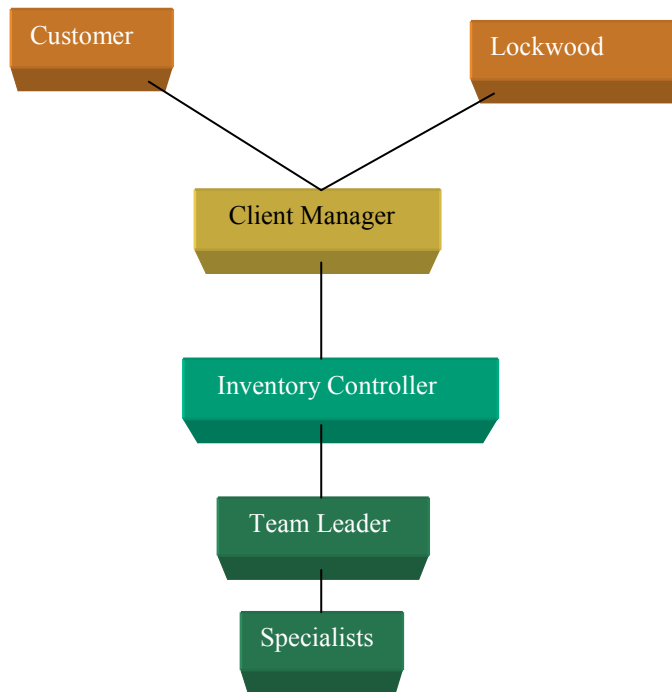 Customer
Lockwood
Client Manager
Inventory Controller
Team Leader
Specialists